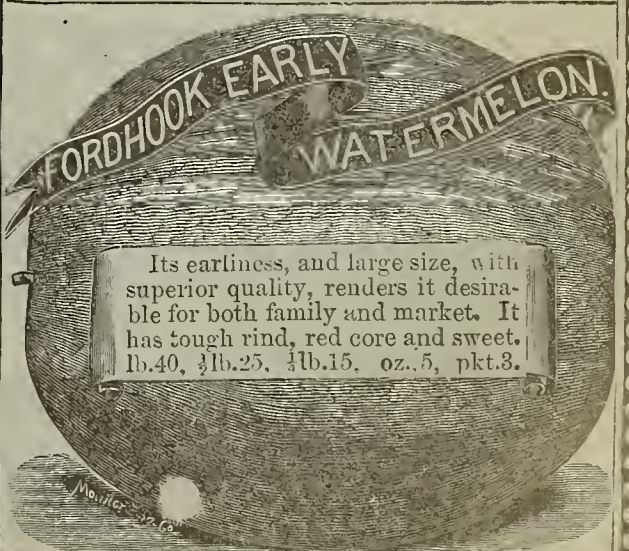 FORDHOOK EARLY
WATERMELON.
Its earliness, and large size, with
superior quality, renders it desira-
ble for both family and market. It
has tough rind, red core and sweet.
lb.40, ½lb.25, ¼lb.15, oz.,5, pkt.3.